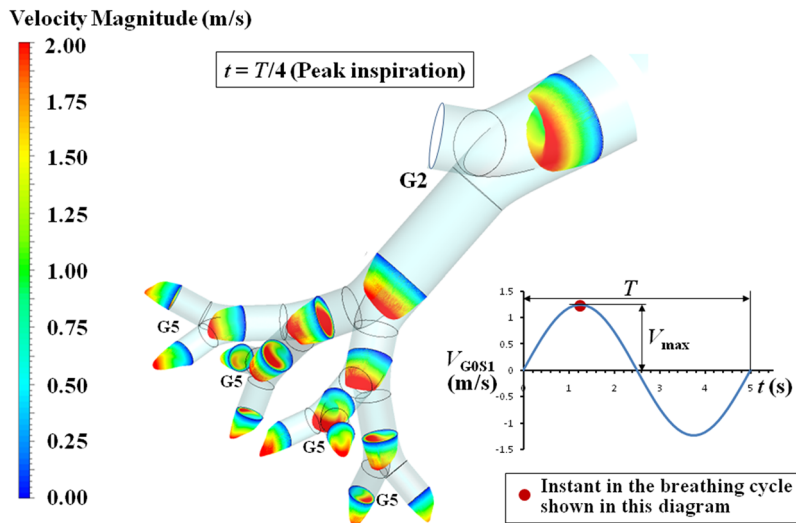 Velocity Magnitude (m/s)
2.00
1.75
1.50
1.25
1.00
0.75
0.50
0.25
0.00
t = T/4 (Peak inspiration)
G2
G5
G5
G5
G5
1.5
1
0.5
0
-0.5
-1
-1.5
V_G0S1
(m/s)
T
V_max
0
1
2
3
4
5
t (s)
Instant in the breathing cycle
shown in this diagram